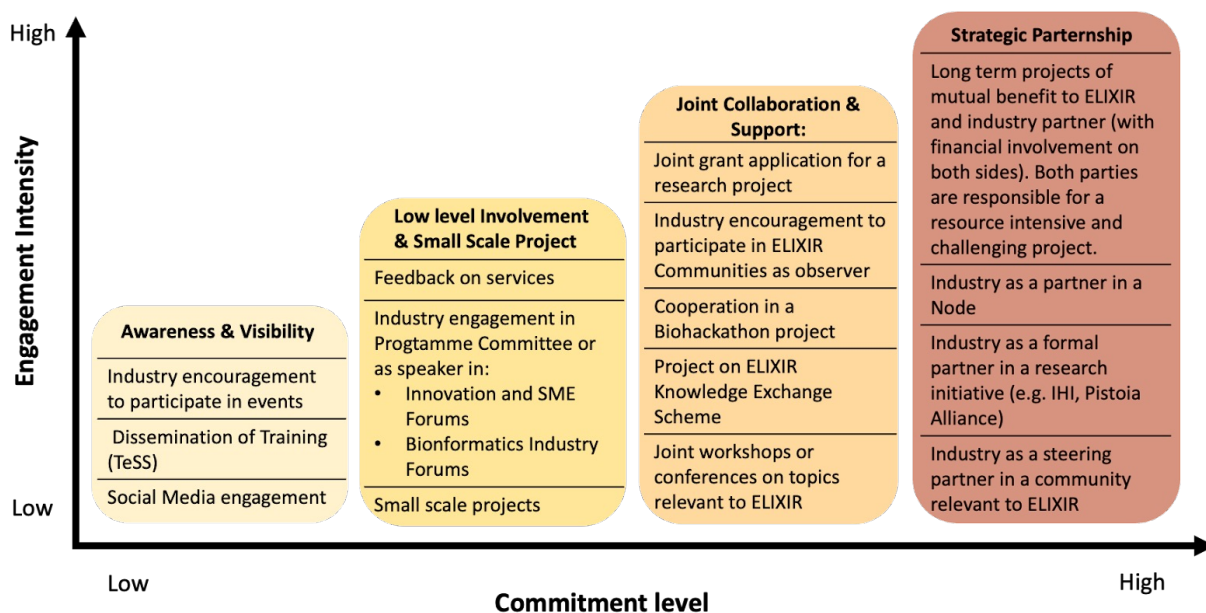 High
Engagement Intensity
Low
Awareness & Visibility
Industry encouragement
to participate in events
Dissemination of Training
(TeSS)
Social Media engagement
Low level Involvement
& Small Scale Project
Feedback on services
Industry engagement in
Progtamme Committee or
as speaker in:
• Innovation and SME
Forums
• Bionformatics Industry
Forums
Small scale projects
Joint Collaboration &
Support:
Joint grant application for a
research project
Industry encouragement to
participate in ELIXIR
Communities as observer
Cooperation in a
Biohackathon project
Project on ELIXIR
Knowledge Exchange
Scheme
Joint workshops or
conferences on topics
relevant to ELIXIR
Strategic Parternship
Long term projects of
mutual benefit to ELIXIR
and industry partner (with
financial involvement on
both sides). Both parties
are responsible for a
resource intensive and
challenging project.
Industry as a partner in a
Node
Industry as a formal
partner in a research
initiative (e.g. IHI, Pistoia
Alliance)
Industry as a steering
partner in a community
relevant to ELIXIR
Low
High
Commitment level